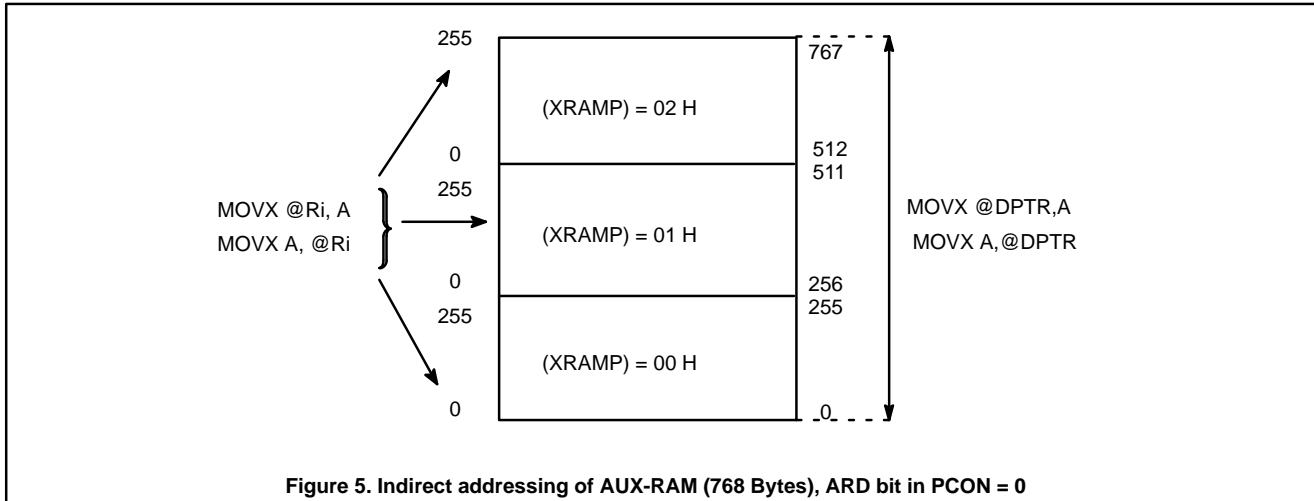 255
767
(XRAMP) = 02 H
0
512
255
511
MOVX @Ri, A
MOVX A, @Ri
(XRAMP) = 01 H
MOVX @DPTR,A
MOVX A,@DPTR
0
256
255
255
(XRAMP) = 00 H
0
0
Figure 5. Indirect addressing of AUX-RAM (768 Bytes), ARD bit in PCON = 0